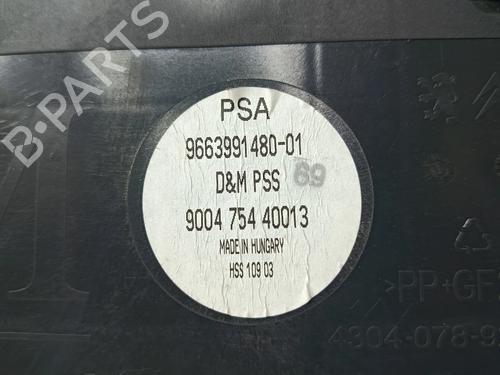 PSA
9663991480-01
D&M PSS 69
9004 754 40013
MADE IN HUNGARY
HSS 109 03
>PP+GF
4304-078-9
B-PARTS